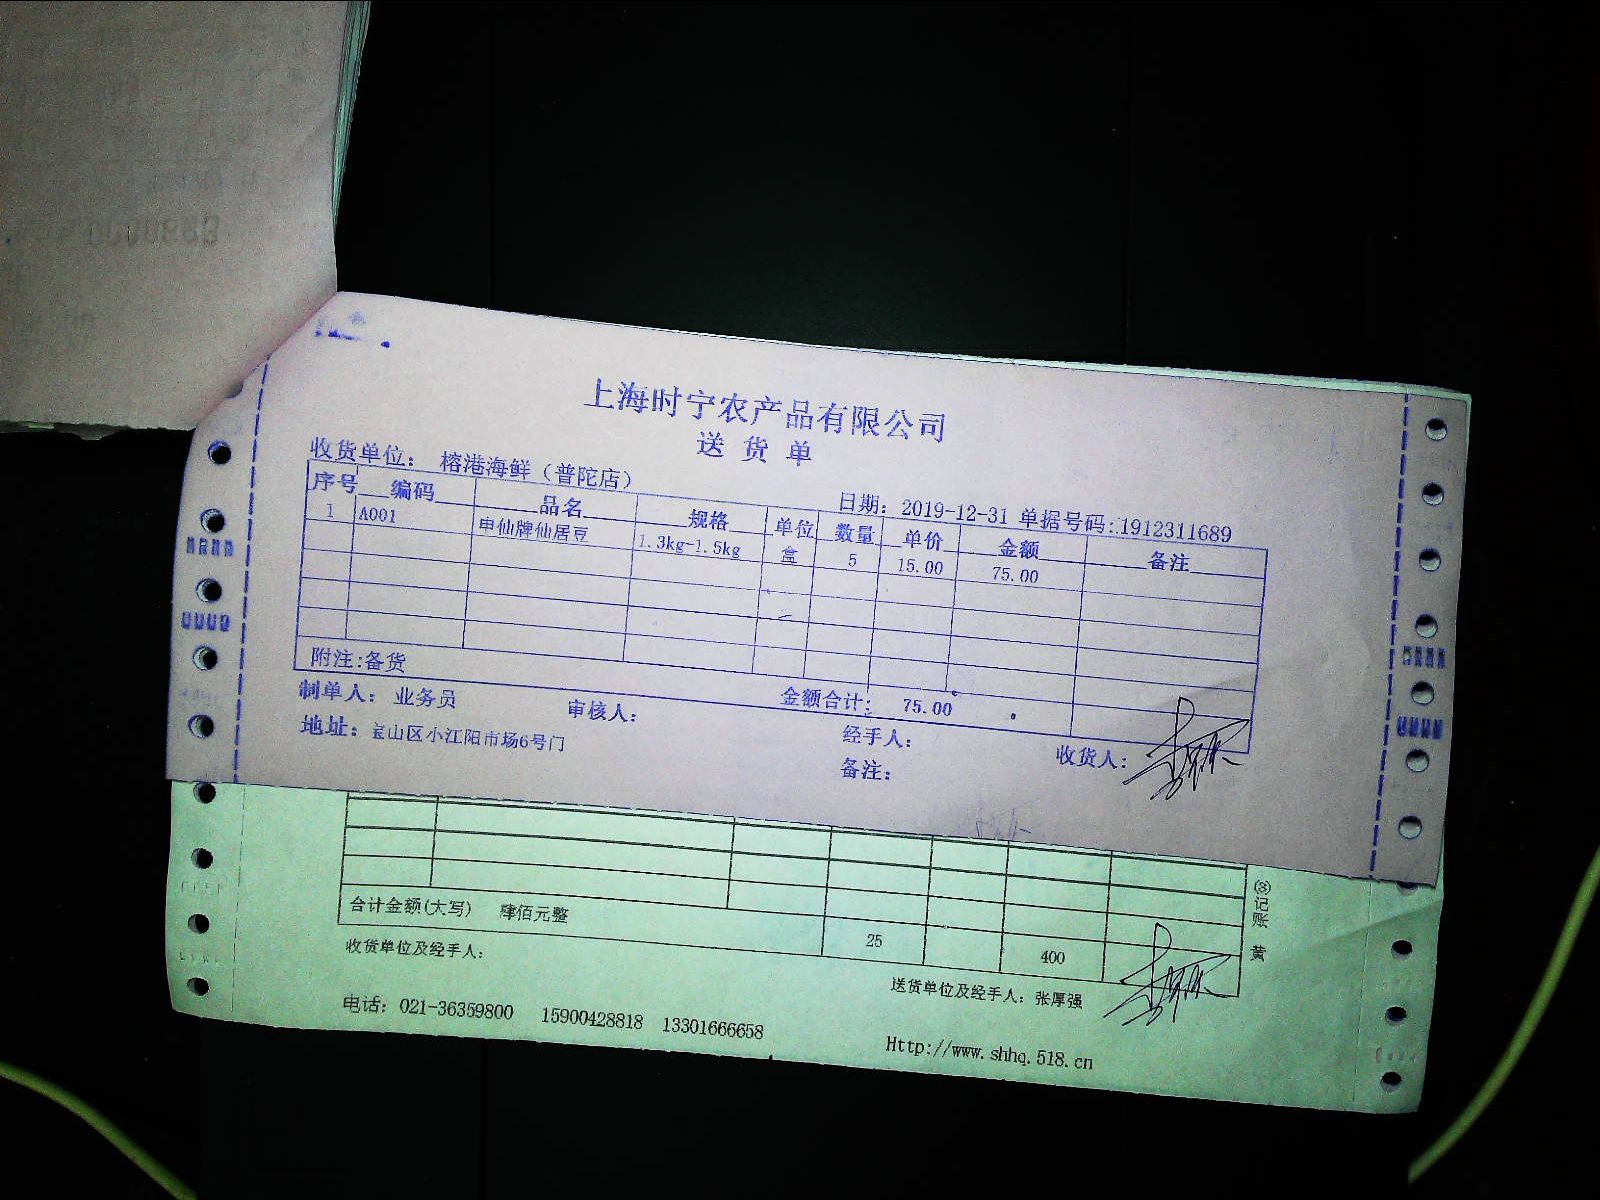 上海时宁农产品有限公司
送货单
收货单位： 榕港海鲜（普陀店）
日期：2019-12-31 单据号码:1912311689
序号 编码 品名 规格 单位 数量 单价 金额 备注
1 A001 申仙牌仙居豆 1.3kg-1.5kg 盒 5 15.00 75.00
附注:备货
金额合计: 75.00
制单人： 业务员 审核人： 经手人： 收货人：
地址：宝山区小江阳市场6号门
备注：
合计金额(大写) 肆佰元整 25 400
收货单位及经手人：
送货单位及经手人：张厚强
电话：021-36359800 15900428818 13301666658
Http://www.shhq.518.cn
记账 黄